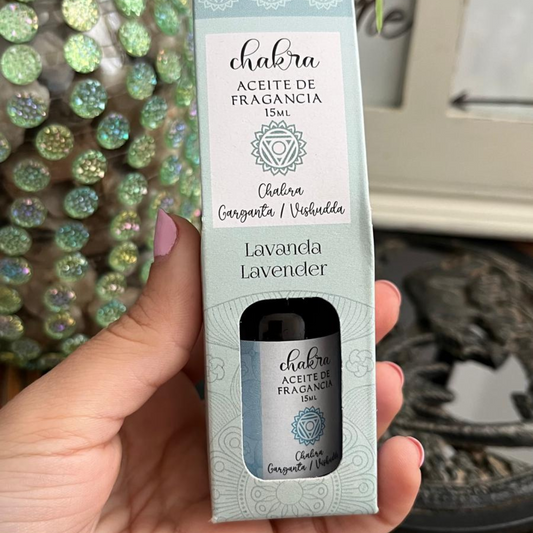 chakra
ACEITE DE
FRAGANCIA
15ML
Chakra
Garganta / Vishudda
Lavanda
Lavender
chakra
ACEITE DE
FRAGANCIA
15ML
Chakra
Garganta / Vishudda